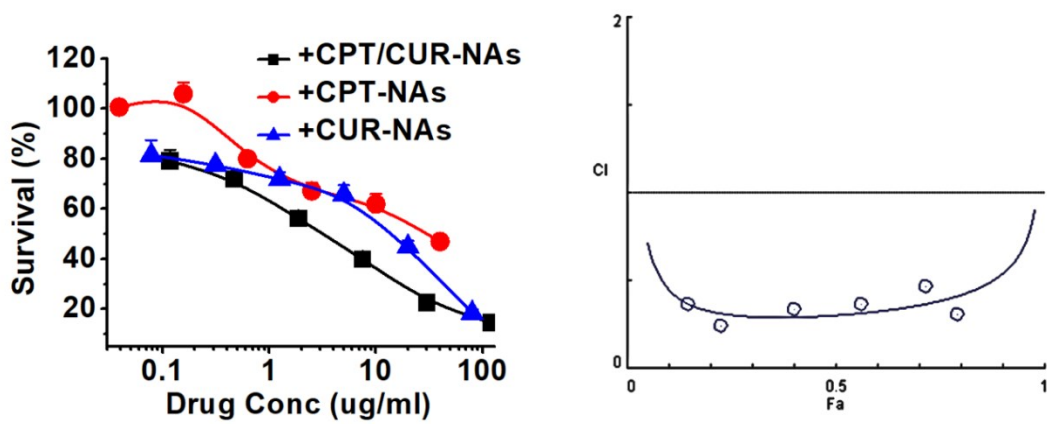 +CPT/CUR-NAs
+CPT-NAs
+CUR-NAs
Survival (%)
120
100
80
60
40
20
0.1 1 10 100
Drug Conc (ug/ml)
2
CI
0
0 0.5 1
Fa